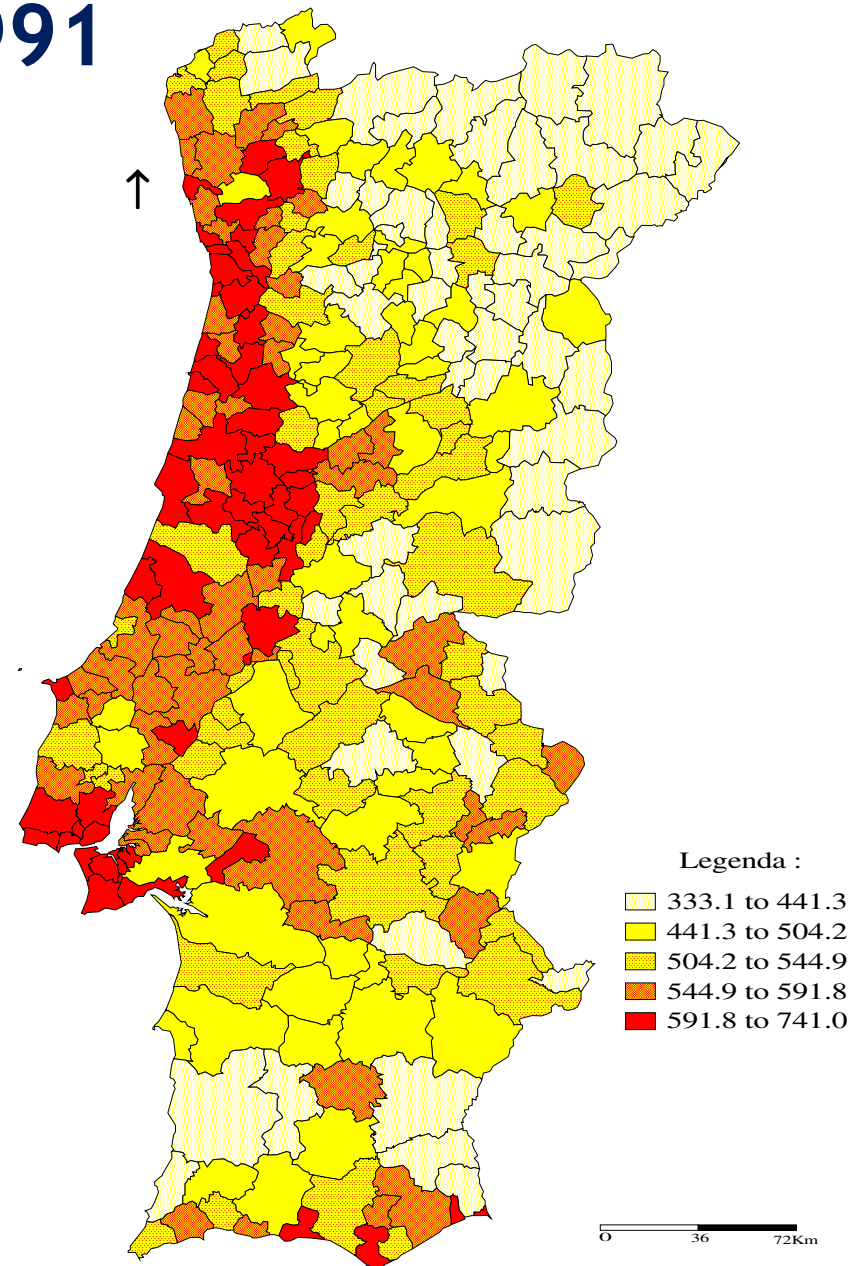 991
↑
Legenda :
333.1 to 441.3
441.3 to 504.2
504.2 to 544.9
544.9 to 591.8
591.8 to 741.0
0 36 72Km